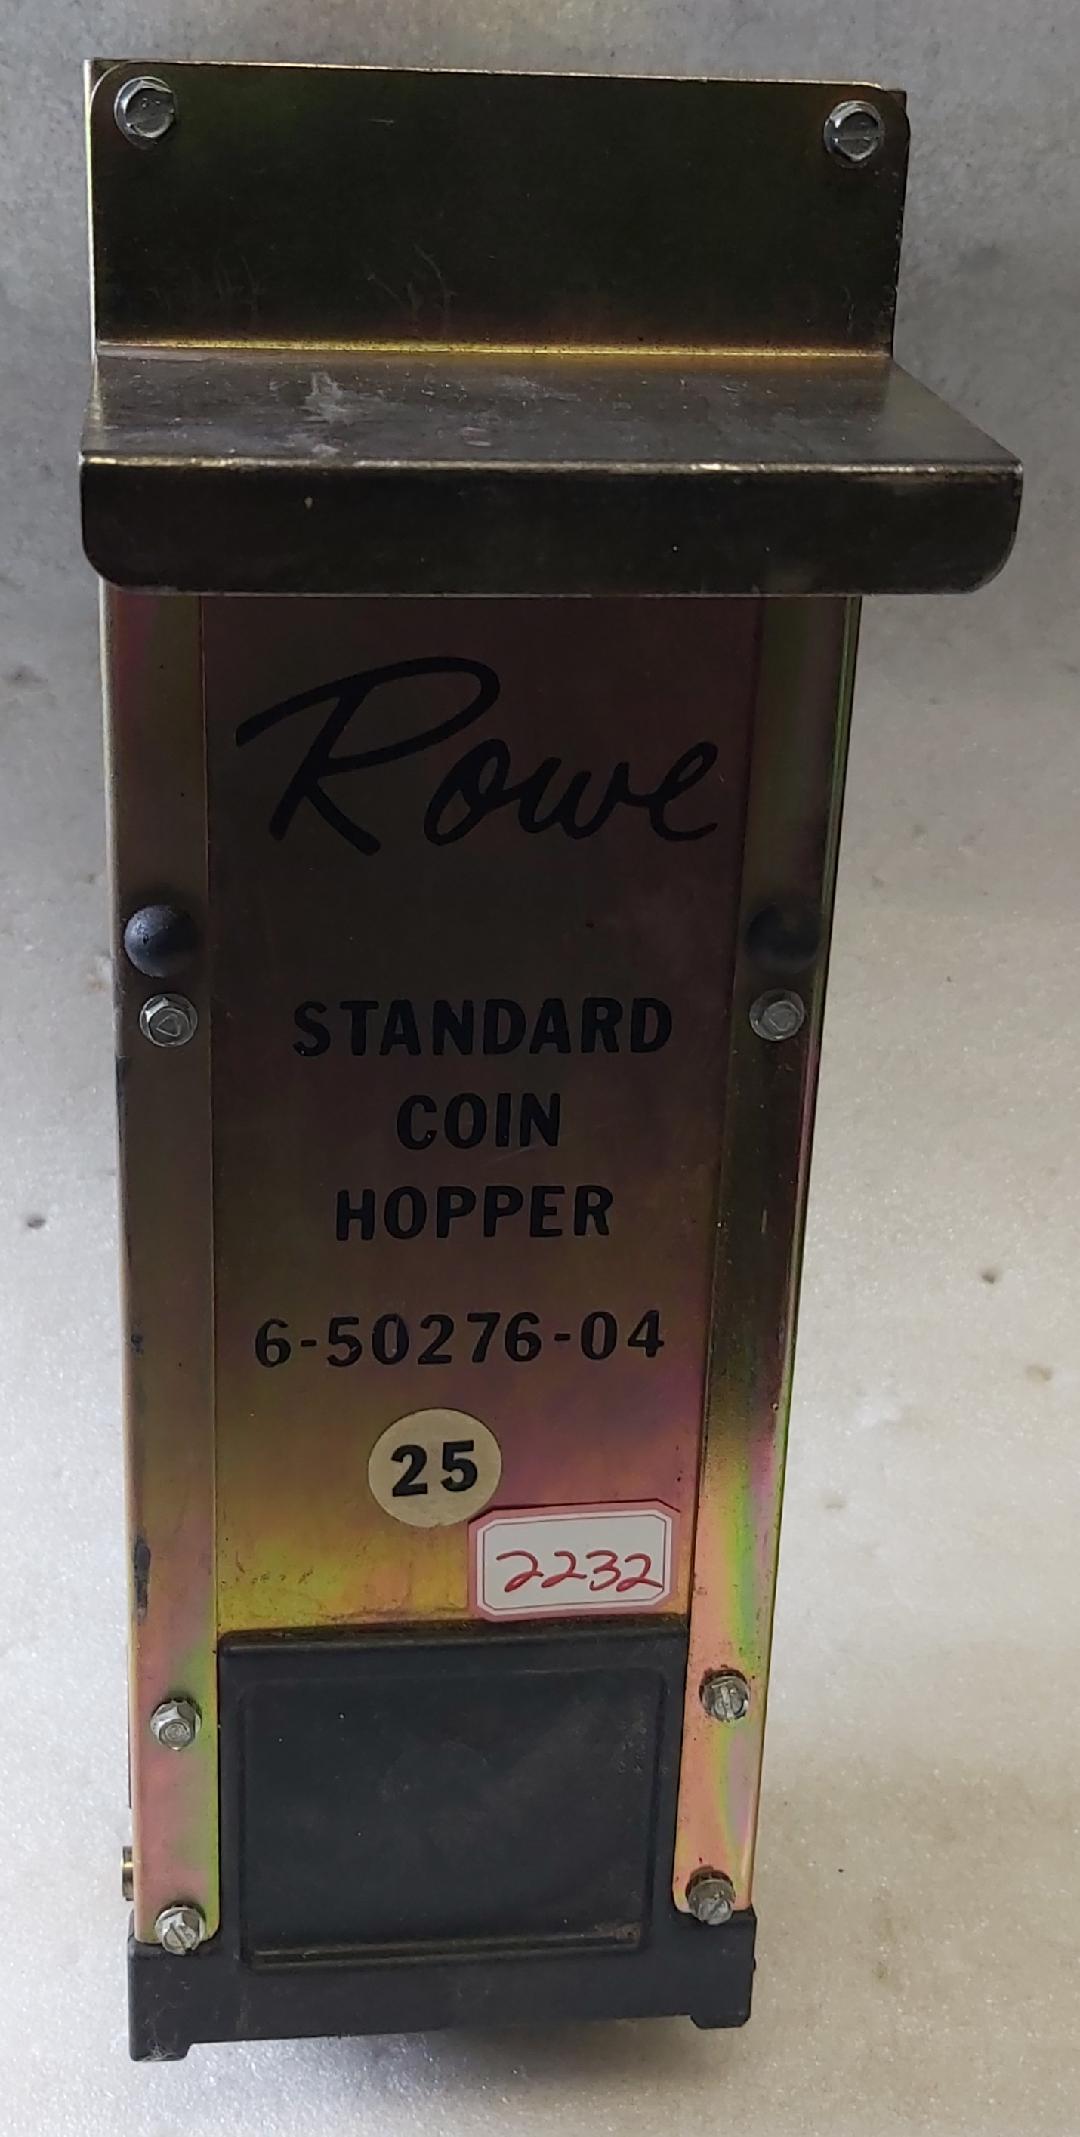 Rowe
STANDARD
COIN
HOPPER
6-50276-04
25
2232